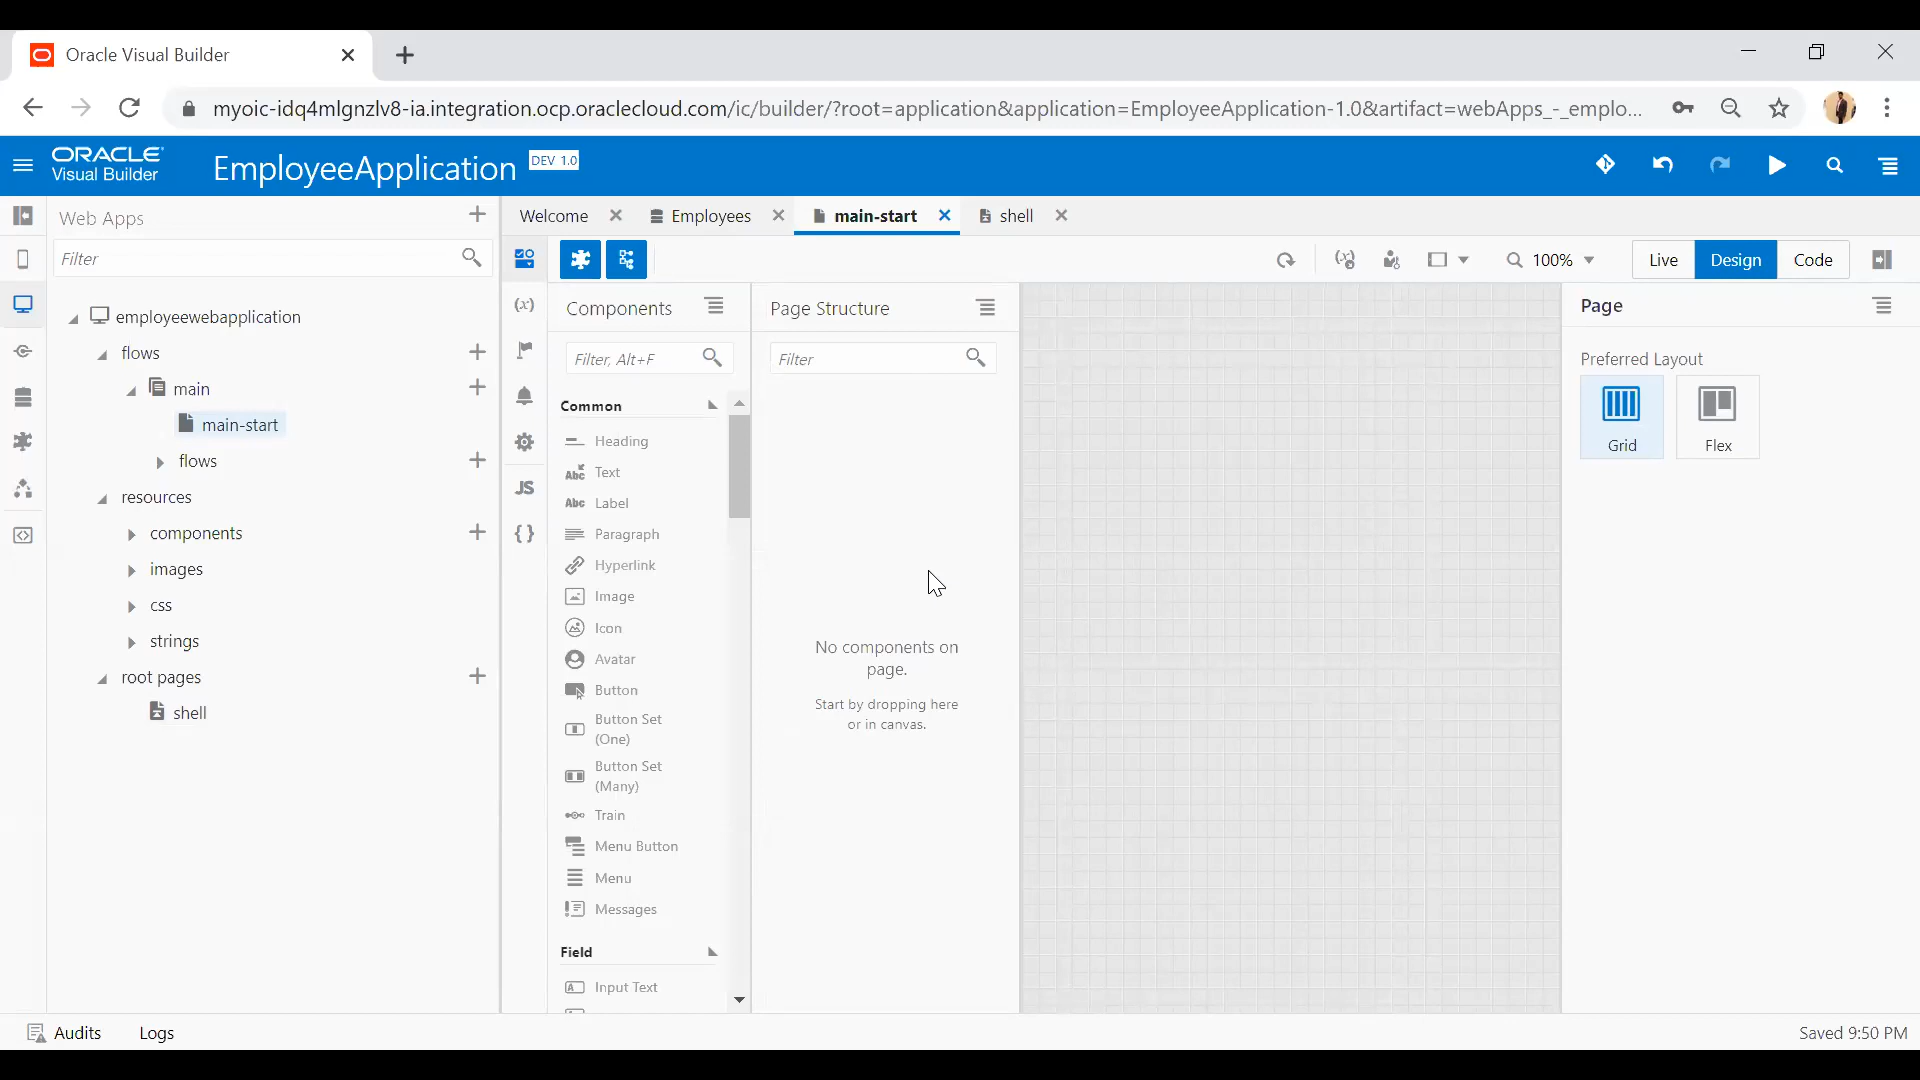 Oracle Visual Builder
myoic-idq4mlgnzlv8-ia.integration.ocp.oraclecloud.com/ic/builder/?root=application&application=EmployeeApplication-1.0&artifact=webApps_-_emplo...
ORACLE
Visual Builder
EmployeeApplication
DEV 1.0
Web Apps
Welcome
Employees
main-start
shell
Filter
100%
Live
Design
Code
(x)
JS
{ }
employeewebapplication
flows
main
main-start
flows
resources
components
images
css
strings
root pages
shell
Components
Filter, Alt+F
Common
Heading
Abc Text
Abc Label
Paragraph
Hyperlink
Image
Icon
Avatar
Button
Button Set
(One)
Button Set
(Many)
Train
Menu Button
Menu
Messages
Field
Input Text
Page Structure
Filter
No components on
page.
Start by dropping here
or in canvas.
Page
Preferred Layout
Grid
Flex
Audits
Logs
Saved 9:50 PM